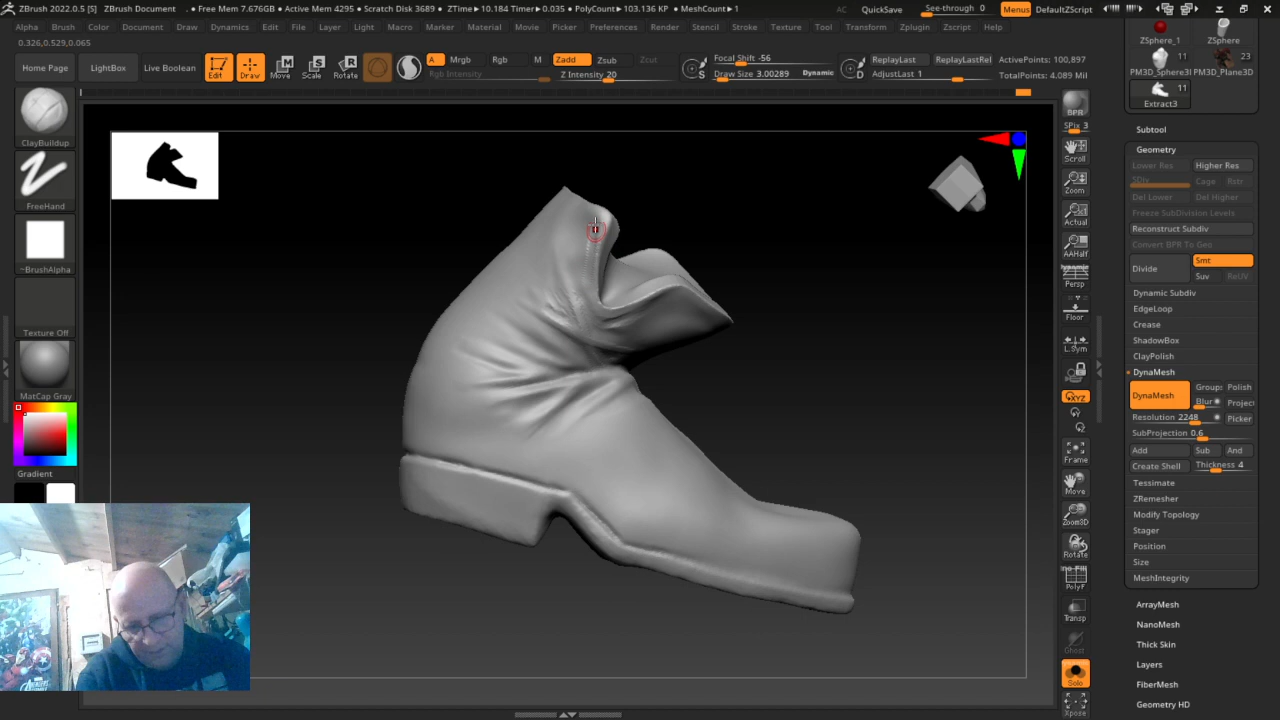 ZBrush 2022.0.5 [S] ZBrush Document . • Free Mem 7.676GB • Active Mem 4295 • Scratch Disk 3689 • ZTime▸10.184 Timer▸0.035 • PolyCount▸103.136 KP • MeshCount▸1 AC QuickSave See-through 0 Menus DefaultZScript
Alpha Brush Color Document Draw Dynamics Edit File Layer Light Macro Marker Material Movie Picker Preferences Render Stencil Stroke Texture Tool Transform Zplugin Zscript Help
0.326,0.529,0.065
Home Page LightBox Live Boolean Edit Draw Move Scale Rotate
A Mrgb Rgb M Zadd Zsub Zcut
Rgb Intensity Z Intensity 20
Focal Shift -56
Draw Size 3.00289 Dynamic
S D
ReplayLast ReplayLastRel
AdjustLast 1
ActivePoints: 100,897
TotalPoints: 4.089 Mil
ClayBuildup
FreeHand
~BrushAlpha
Texture Off
MatCap Gray
Gradient
BPR
SPix 3
Scroll
Zoom
Actual
AAHalf
Dynamic
Persp
Floor
L.Sym
XYZ
Y
Z
Frame
Move
Zoom3D
Rotate
PolyF
Transp
Ghost
Solo
Xpose
ZSphere_1 ZSphere
11 23
PM3D_Sphere3I PM3D_Plane3D
11
Extract3
Subtool
Geometry
Lower Res Higher Res
SDiv Cage Rstr
Del Lower Del Higher
Freeze SubDivision Levels
Reconstruct Subdiv
Convert BPR To Geo
Divide Smt
Suv ReUV
Dynamic Subdiv
EdgeLoop
Crease
ShadowBox
ClayPolish
DynaMesh
DynaMesh Group: Polish
Blur Projec
Resolution 2248 Picker
SubProjection 0.6
Add Sub And
Create Shell Thickness 4
Tessimate
ZRemesher
Modify Topology
Stager
Position
Size
MeshIntegrity
ArrayMesh
NanoMesh
Thick Skin
Layers
FiberMesh
Geometry HD